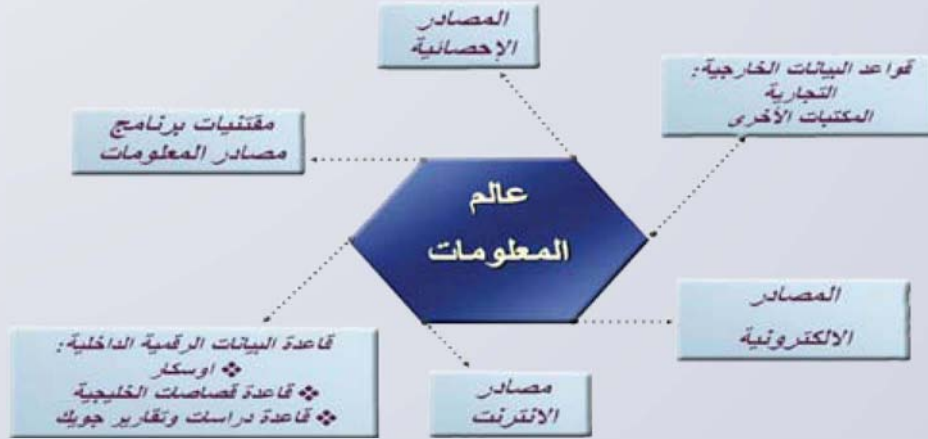 المصادر
الإحصائية
قواعد البيانات الخارجية:
التجارية
المكتبات الأخرى
مقتنيات برنامج
مصادر المعلومات
عالم
المعلومات
المصادر
الالكترونية
قاعدة البيانات الرقمية الداخلية:
❖ اوسكار
❖ قاعدة قصاصات الخليجية
❖ قاعدة دراسات وتقارير جويك
مصادر
الانترنت